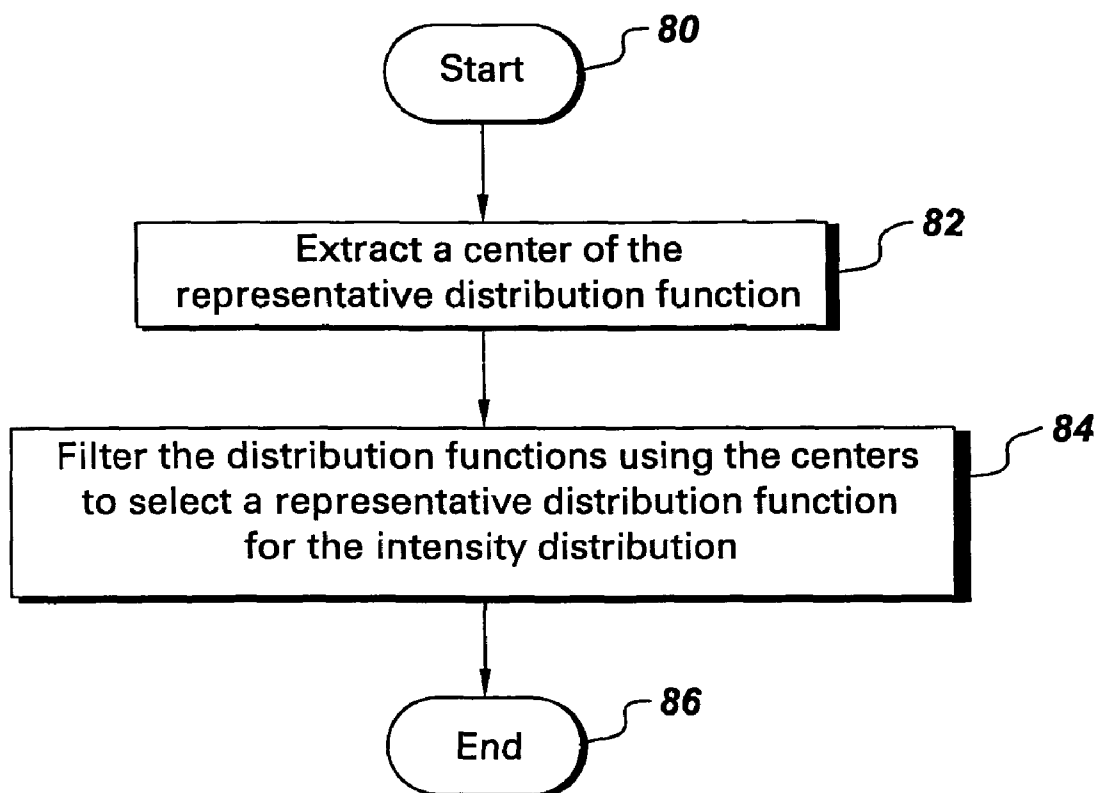 Start
80
Extract a center of the
representative distribution function
82
Filter the distribution functions using the centers
to select a representative distribution function
for the intensity distribution
84
End
86